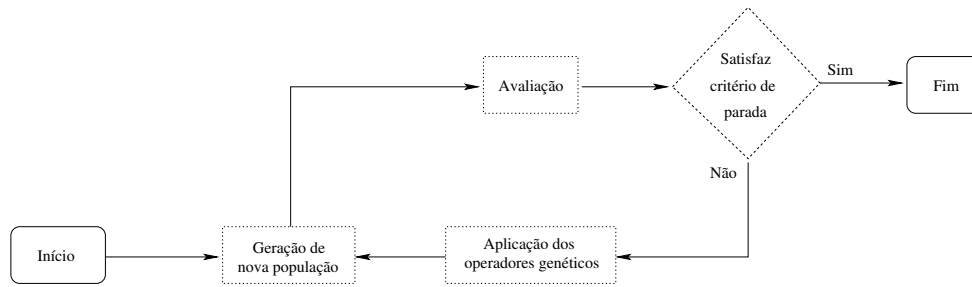 Satisfaz
critério de
parada
Avaliação
Sim
Fim
Não
Início
Geração de
nova população
Aplicação dos
operadores genéticos